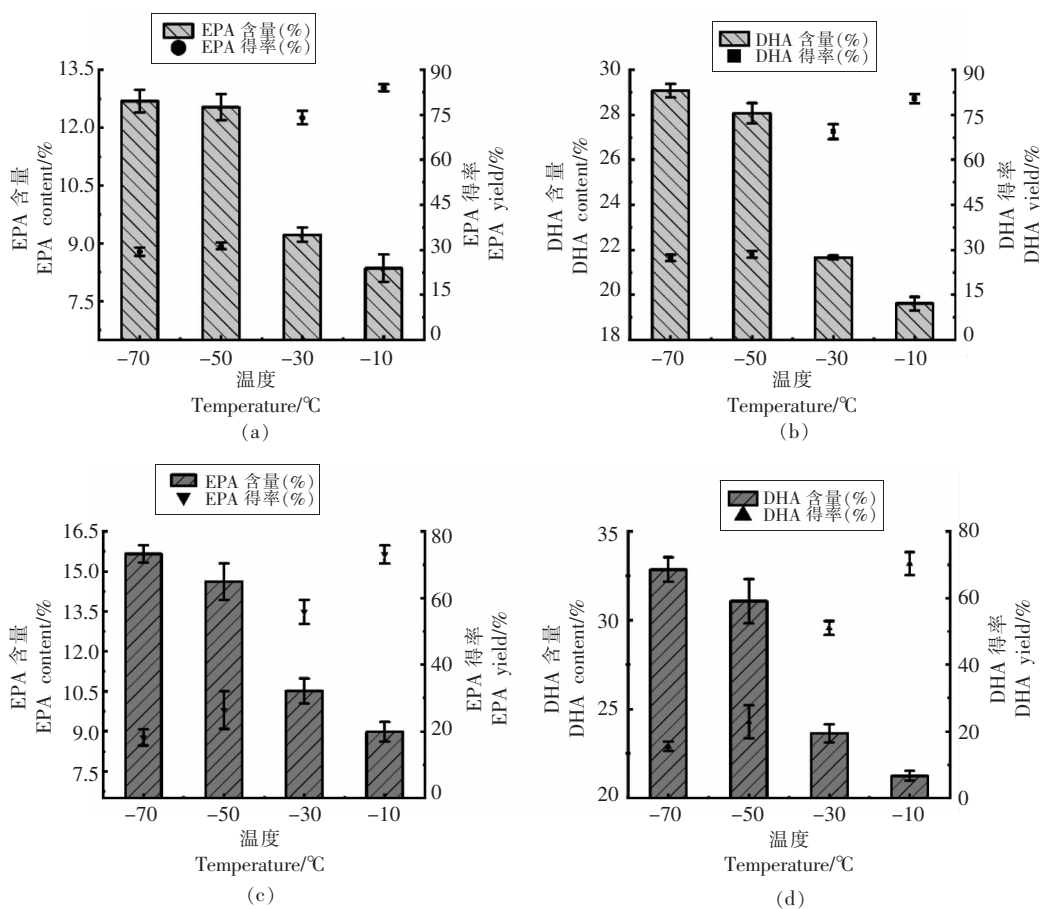 EPA 含量(%)
EPA 得率(%)
13.5
12.0
10.5
9.0
7.5
90
75
60
45
30
15
0
EPA 含量
EPA content/%
EPA 得率
EPA yield/%
-70
-50
-30
-10
温度
Temperature/℃
(a)
DHA 含量(%)
DHA 得率(%)
30
28
26
24
22
20
18
90
75
60
45
30
15
0
DHA 含量
DHA content/%
DHA 得率
DHA yield/%
-70
-50
-30
-10
温度
Temperature/℃
(b)
EPA 含量(%)
EPA 得率(%)
16.5
15.0
13.5
12.0
10.5
9.0
7.5
80
60
40
20
0
EPA 含量
EPA content/%
EPA 得率
EPA yield/%
-70
-50
-30
-10
温度
Temperature/℃
(c)
DHA 含量(%)
DHA 得率(%)
35
30
25
20
80
60
40
20
0
DHA 含量
DHA content/%
DHA 得率
DHA yield/%
-70
-50
-30
-10
温度
Temperature/℃
(d)